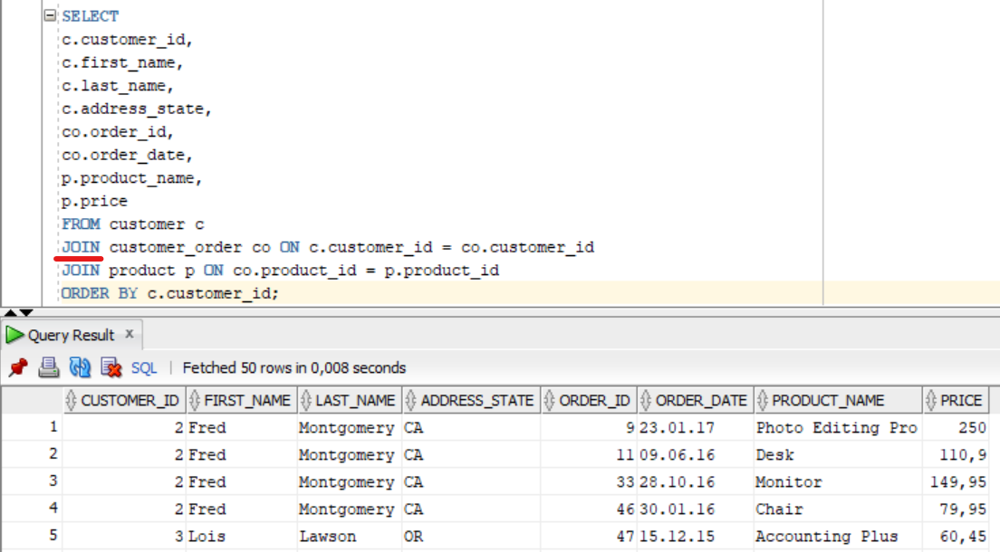 SELECT
c.customer_id,
c.first_name,
c.last_name,
c.address_state,
co.order_id,
co.order_date,
p.product_name,
p.price
FROM customer c
JOIN customer_order co ON c.customer_id = co.customer_id
JOIN product p ON co.product_id = p.product_id
ORDER BY c.customer_id;
Query Result x
SQL | Fetched 50 rows in 0,008 seconds
CUSTOMER_ID FIRST_NAME LAST_NAME ADDRESS_STATE ORDER_ID ORDER_DATE PRODUCT_NAME PRICE
1 2 Fred Montgomery CA 9 23.01.17 Photo Editing Pro 250
2 2 Fred Montgomery CA 11 09.06.16 Desk 110,9
3 2 Fred Montgomery CA 33 28.10.16 Monitor 149,95
4 2 Fred Montgomery CA 46 30.01.16 Chair 79,95
5 3 Lois Lawson OR 47 15.12.15 Accounting Plus 60,45